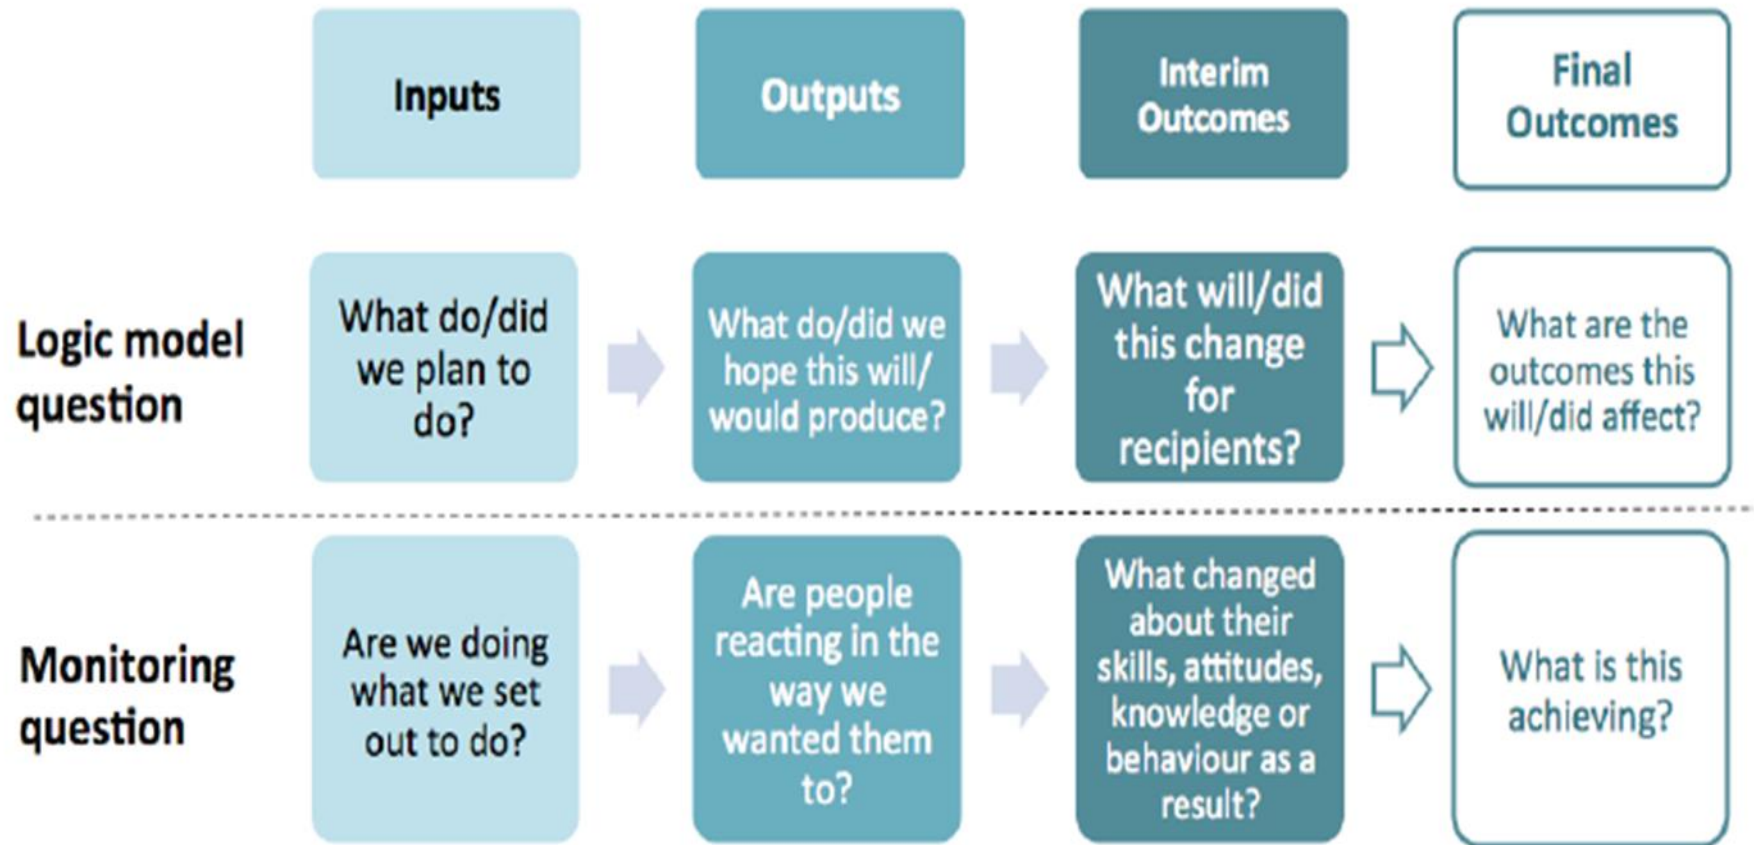 Inputs
Outputs
Interim
Outcomes
Final
Outcomes
Logic model
question
What do/did
we plan to
do?
What do/did we
hope this will/
would produce?
What will/did
this change
for
recipients?
What are the
outcomes this
will/did affect?
Monitoring
question
Are we doing
what we set
out to do?
Are people
reacting in the
way we
wanted them
to?
What changed
about their
skills, attitudes,
knowledge or
behaviour as a
result?
What is this
achieving?